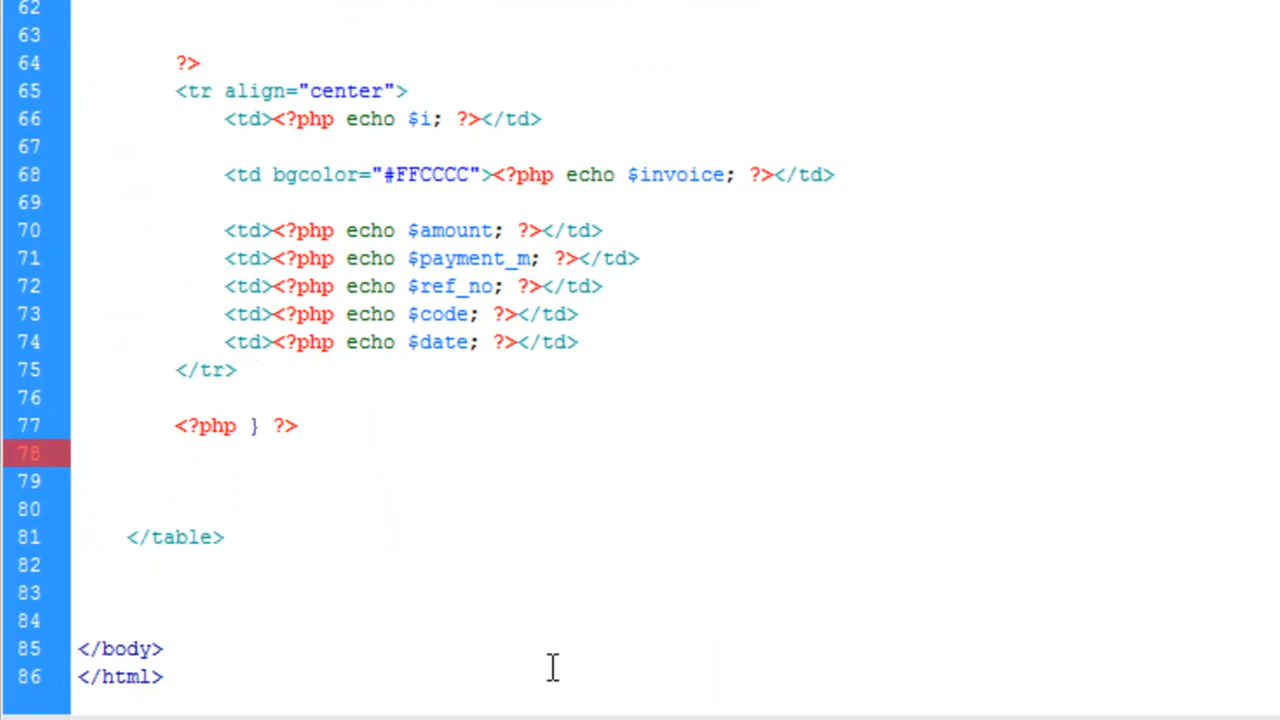 62
63
64 ?>
65 <tr align="center">
66 <td><?php echo $i; ?></td>
67
68 <td bgcolor="#FFCCCC"><?php echo $invoice; ?></td>
69
70 <td><?php echo $amount; ?></td>
71 <td><?php echo $payment_m; ?></td>
72 <td><?php echo $ref_no; ?></td>
73 <td><?php echo $code; ?></td>
74 <td><?php echo $date; ?></td>
75 </tr>
76
77 <?php } ?>
78
79
80
81 </table>
82
83
84
85 </body>
86 </html>